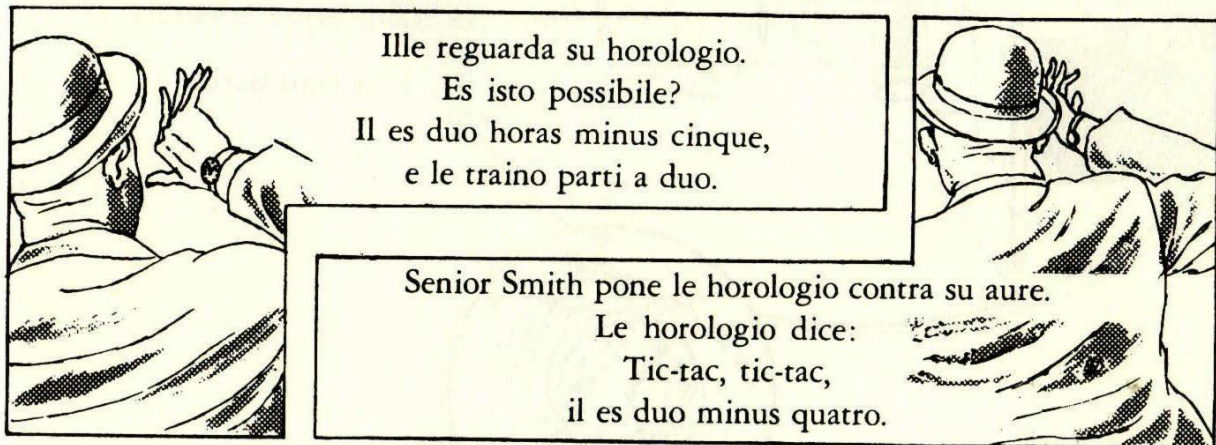 Ille reguarda su horologio.
Es isto possibile?
Il es duo horas minus cinque,
e le traino parti a duo.
Senior Smith pone le horologio contra su aure.
Le horologio dice:
Tic-tac, tic-tac,
il es duo minus quatro.